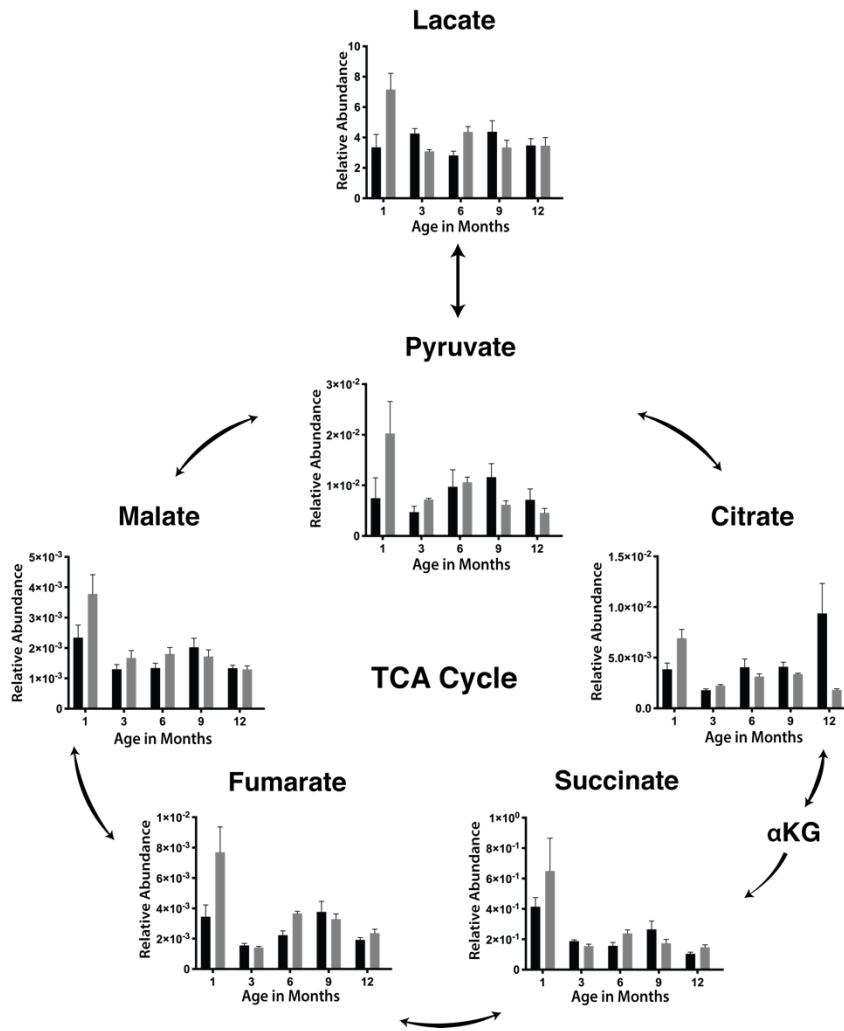 Lacate
Relative Abundance
10
8
6
4
2
0
1 3 6 9 12
Age in Months
Pyruvate
Relative Abundance
3×10⁻²
2×10⁻²
1×10⁻²
0
1 3 6 9 12
Age in Months
Malate
Relative Abundance
5×10⁻³
4×10⁻³
3×10⁻³
2×10⁻³
1×10⁻³
0
1 3 6 9 12
Age in Months
Citrate
Relative Abundance
1.5×10⁻²
1.0×10⁻²
5.0×10⁻³
0.0
1 3 6 9 12
Age in Months
TCA Cycle
Fumarate
Relative Abundance
1×10⁻²
8×10⁻³
6×10⁻³
4×10⁻³
2×10⁻³
0
1 3 6 9 12
Age in Months
Succinate
Relative Abundance
1×10⁰
8×10⁻¹
6×10⁻¹
4×10⁻¹
2×10⁻¹
0
1 3 6 9 12
Age in Months
αKG